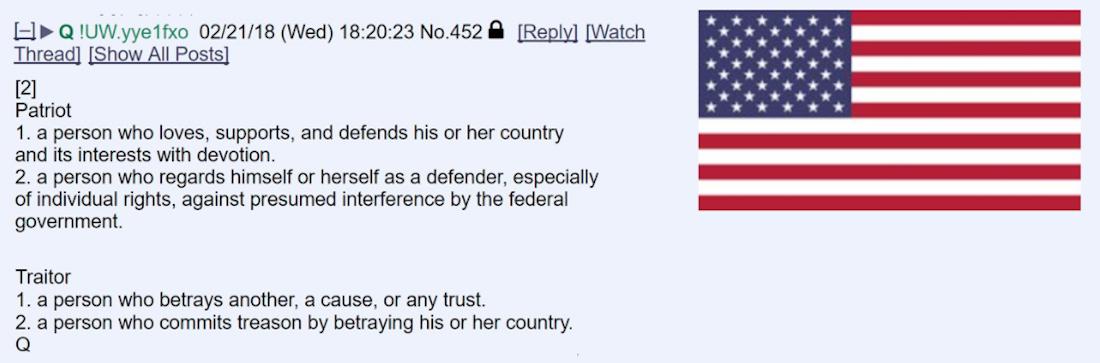 [–] ▶ Q !UW.yye1fxo 02/21/18 (Wed) 18:20:23 No.452 🔒 [Reply] [Watch
Thread] [Show All Posts]
[2]
Patriot
1. a person who loves, supports, and defends his or her country
and its interests with devotion.
2. a person who regards himself or herself as a defender, especially
of individual rights, against presumed interference by the federal
government.
Traitor
1. a person who betrays another, a cause, or any trust.
2. a person who commits treason by betraying his or her country.
Q